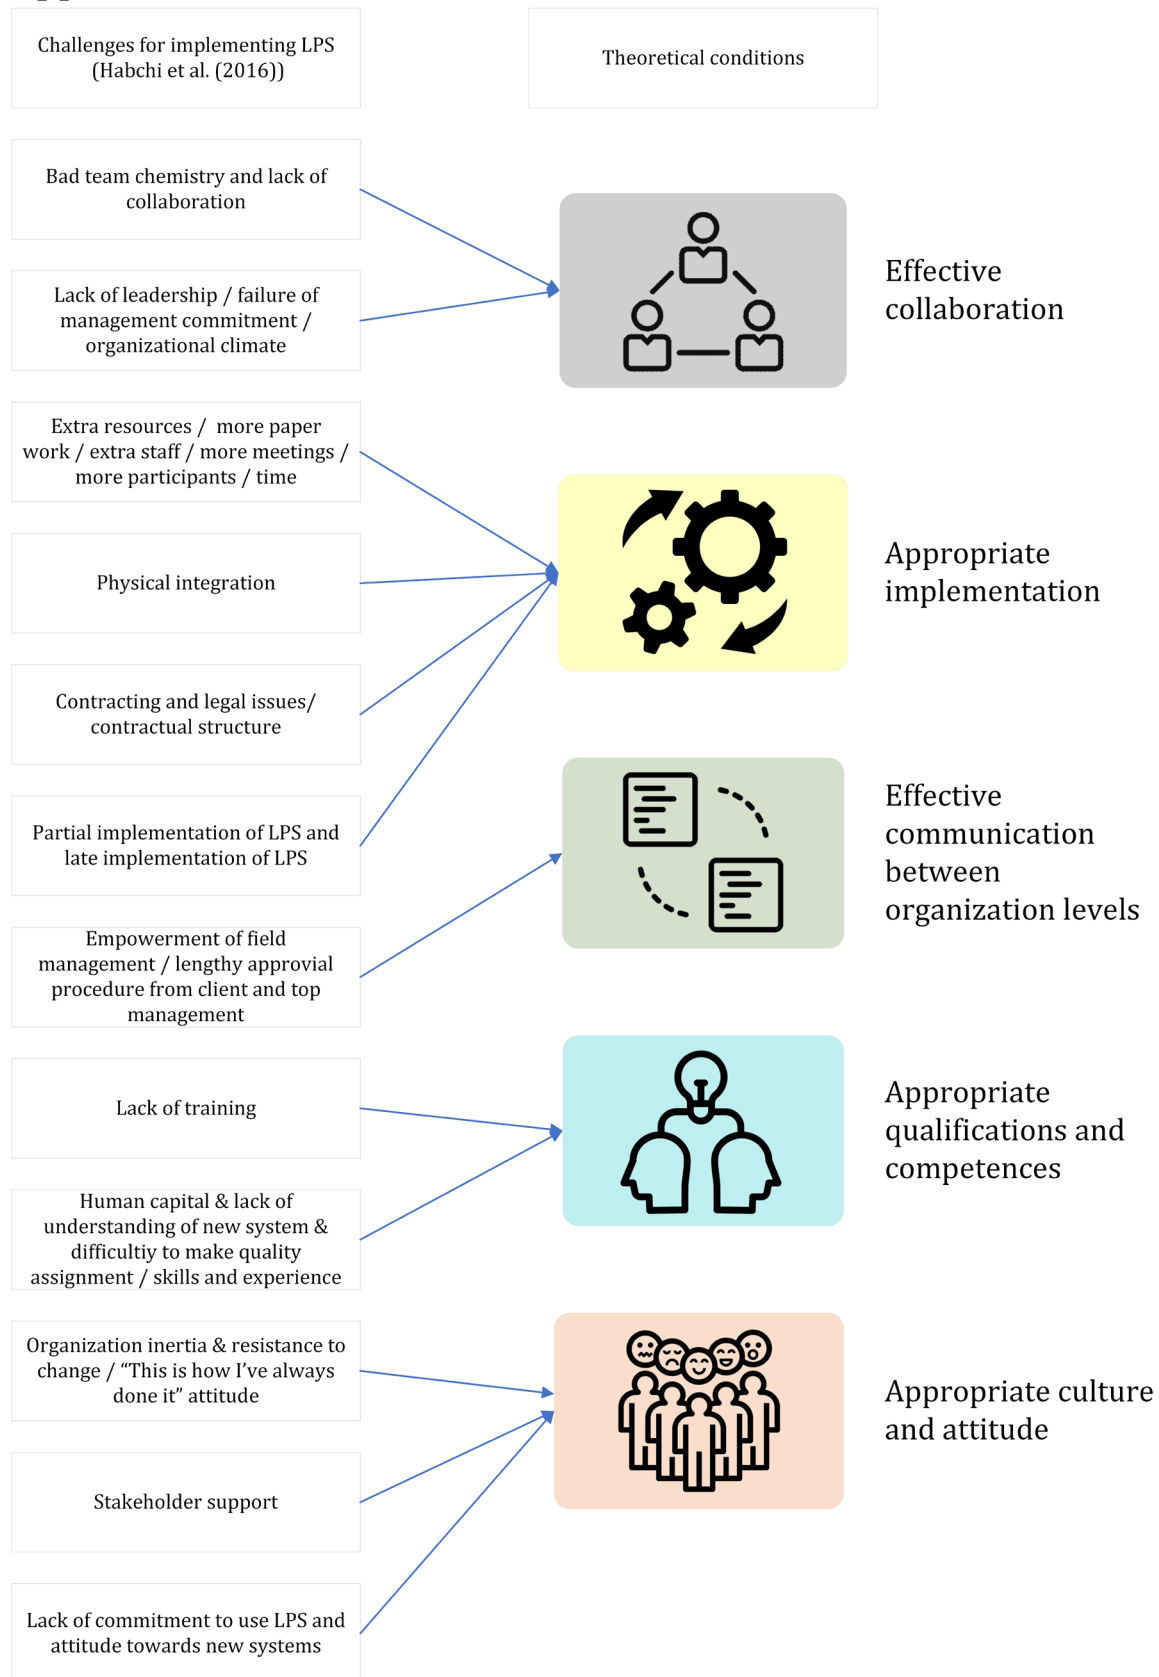 Challenges for implementing LPS
(Habchi et al. (2016))
Theoretical conditions
Bad team chemistry and lack of
collaboration
Lack of leadership / failure of
management commitment /
organizational climate
Effective
collaboration
Extra resources / more paper
work / extra staff / more meetings /
more participants / time
Physical integration
Contracting and legal issues/
contractual structure
Partial implementation of LPS and
late implementation of LPS
Appropriate
implementation
Empowerment of field
management / lengthy approvial
procedure from client and top
management
Effective
communication
between
organization levels
Lack of training
Human capital & lack of
understanding of new system &
difficultiy to make quality
assignment / skills and experience
Appropriate
qualifications and
competences
Organization inertia & resistance to
change / “This is how I’ve always
done it” attitude
Stakeholder support
Lack of commitment to use LPS and
attitude towards new systems
Appropriate culture
and attitude